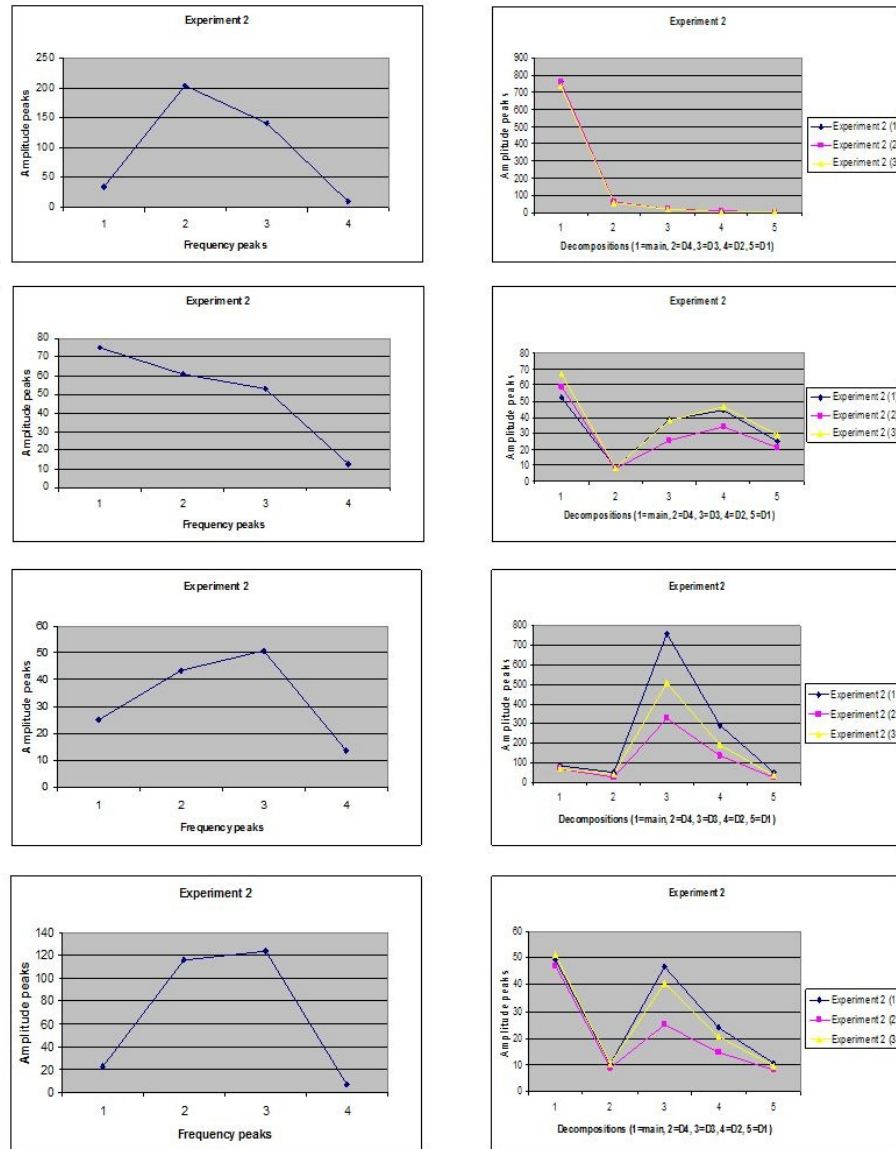 Experiment 2
250
200
150
100
50
0
Amplitude peaks
1 2 3 4
Frequency peaks
Experiment 2
900
800
700
600
500
400
300
200
100
0
Amplitude peaks
1 2 3 4 5
Decompositions (1=main, 2=D4, 3=D3, 4=D2, 5=D1)
Experiment 2 (1
Experiment 2 (2
Experiment 2 (3
Experiment 2
80
70
60
50
40
30
20
10
0
Amplitude peaks
1 2 3 4
Frequency peaks
Experiment 2
80
70
60
50
40
30
20
10
0
Amplitude peaks
1 2 3 4 5
Decompositions (1=main, 2=D4, 3=D3, 4=D2, 5=D1)
Experiment 2 (1
Experiment 2 (2
Experiment 2 (3
Experiment 2
60
50
40
30
20
10
0
Amplitude peaks
1 2 3 4
Frequency peaks
Experiment 2
800
700
600
500
400
300
200
100
0
Amplitude peaks
1 2 3 4 5
Decompositions (1=main, 2=D4, 3=D3, 4=D2, 5=D1)
Experiment 2 (1
Experiment 2 (2
Experiment 2 (3
Experiment 2
140
120
100
80
60
40
20
0
Amplitude peaks
1 2 3 4
Frequency peaks
Experiment 2
60
50
40
30
20
10
0
Amplitude peaks
1 2 3 4 5
Decompositions (1=main, 2=D4, 3=D3, 4=D2, 5=D1)
Experiment 2 (1
Experiment 2 (2
Experiment 2 (3